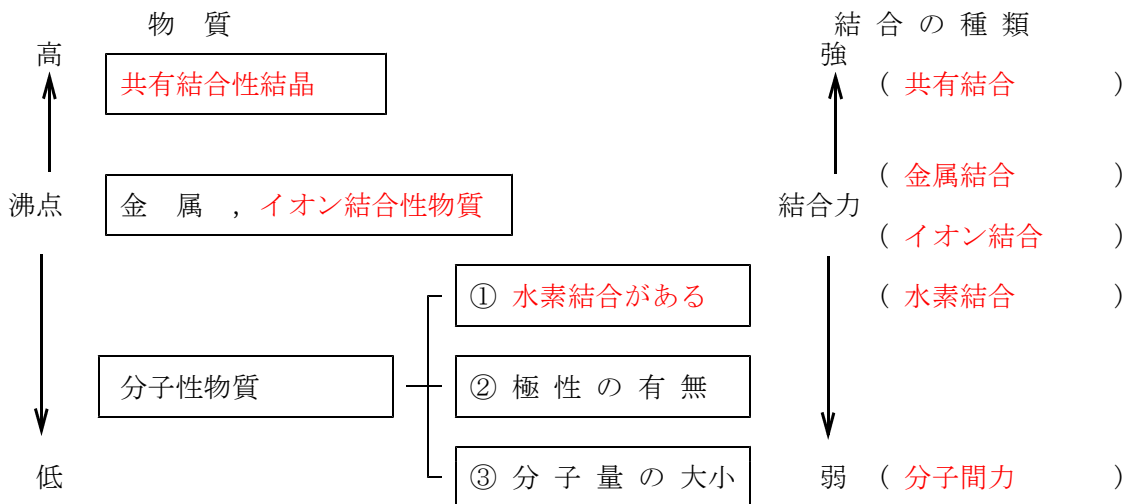 物 質
結 合 の 種 類
高
強
共有結合性結晶
( 共有結合 )
沸点
金 属 , イオン結合性物質
結合力
( 金属結合 )
( イオン結合 )
① 水素結合がある
( 水素結合 )
分子性物質
② 極 性 の 有 無
低
③ 分 子 量 の 大小
弱
( 分子間力 )